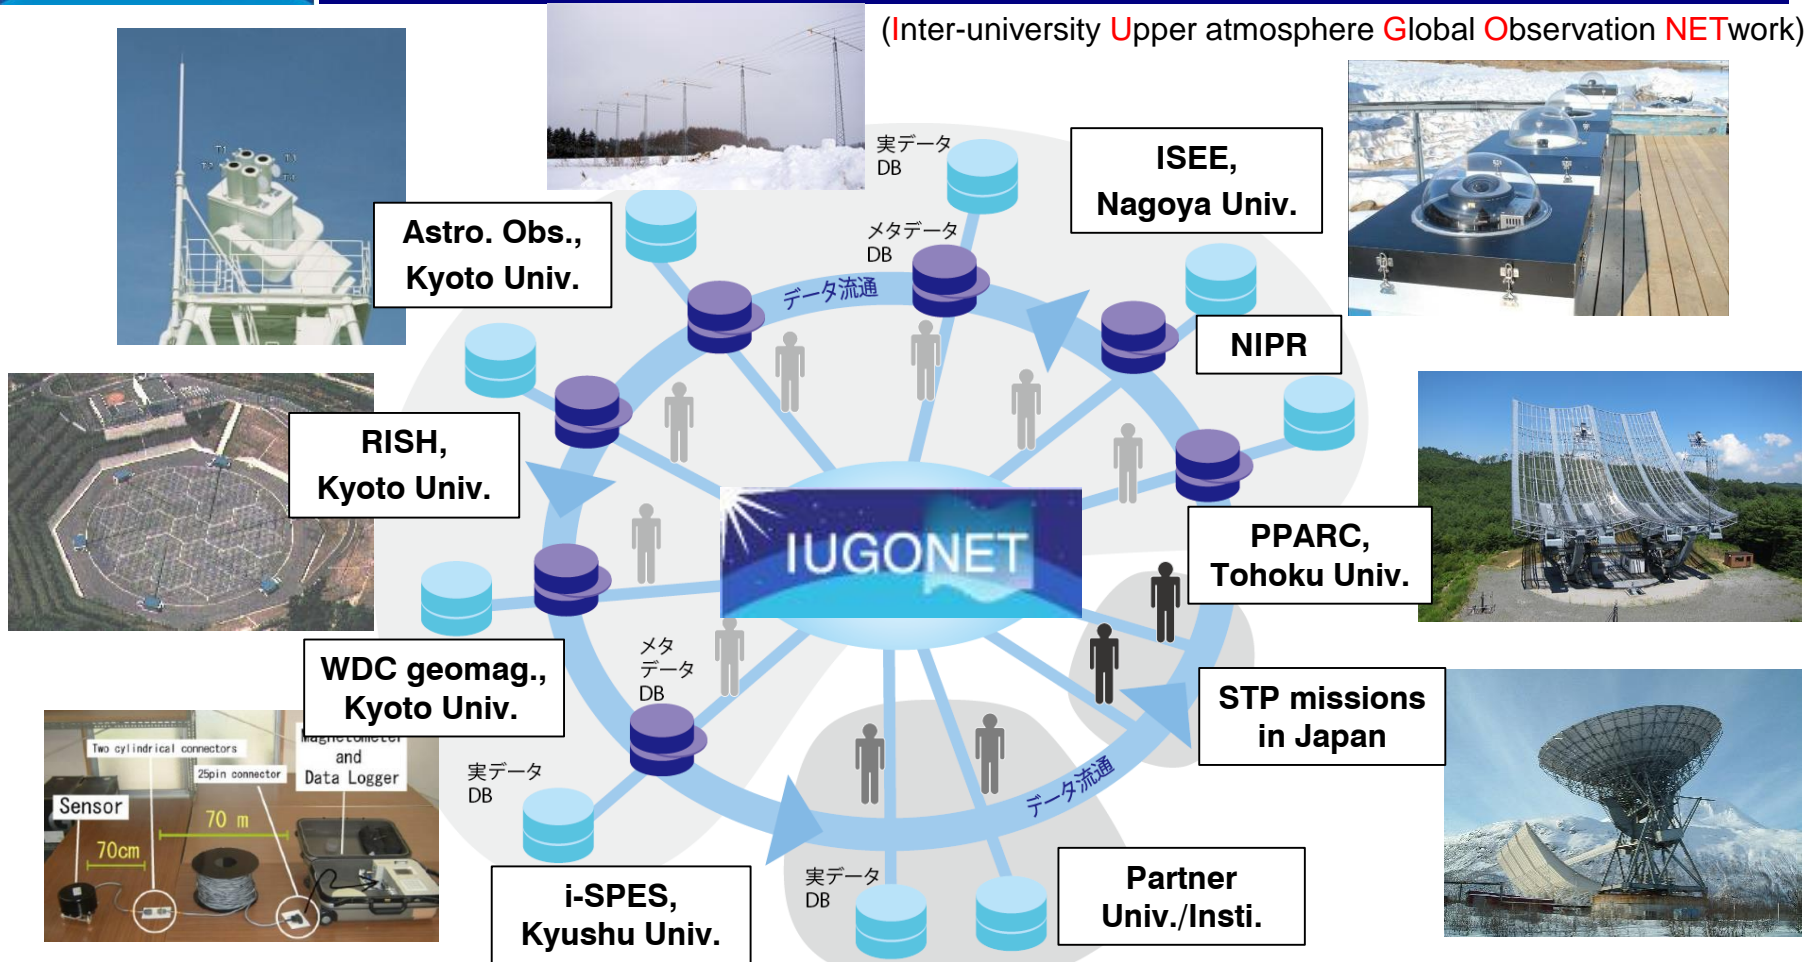 (Inter-university Upper atmosphere Global Observation NETwork)
T1
T2
T3
T4
実データ
DB
ISEE,
Nagoya Univ.
Astro. Obs.,
Kyoto Univ.
メタデータ
DB
データ流通
NIPR
RISH,
Kyoto Univ.
IUGONET
PPARC,
Tohoku Univ.
WDC geomag.,
Kyoto Univ.
メタ
データ
DB
STP missions
in Japan
Two cylindrical connectors
25pin connector
Magnetometer
and
Data Logger
Sensor
70 m
70cm
実データ
DB
データ流通
実データ
DB
i-SPES,
Kyushu Univ.
Partner
Univ./Insti.